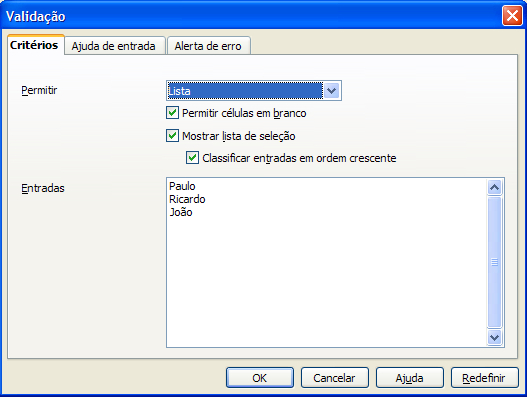 Validação
Critérios Ajuda de entrada Alerta de erro
Permitir Lista
Permitir células em branco
Mostrar lista de seleção
Classificar entradas em ordem crescente
Entradas Paulo
Ricardo
João
OK Cancelar Ajuda Redefinir